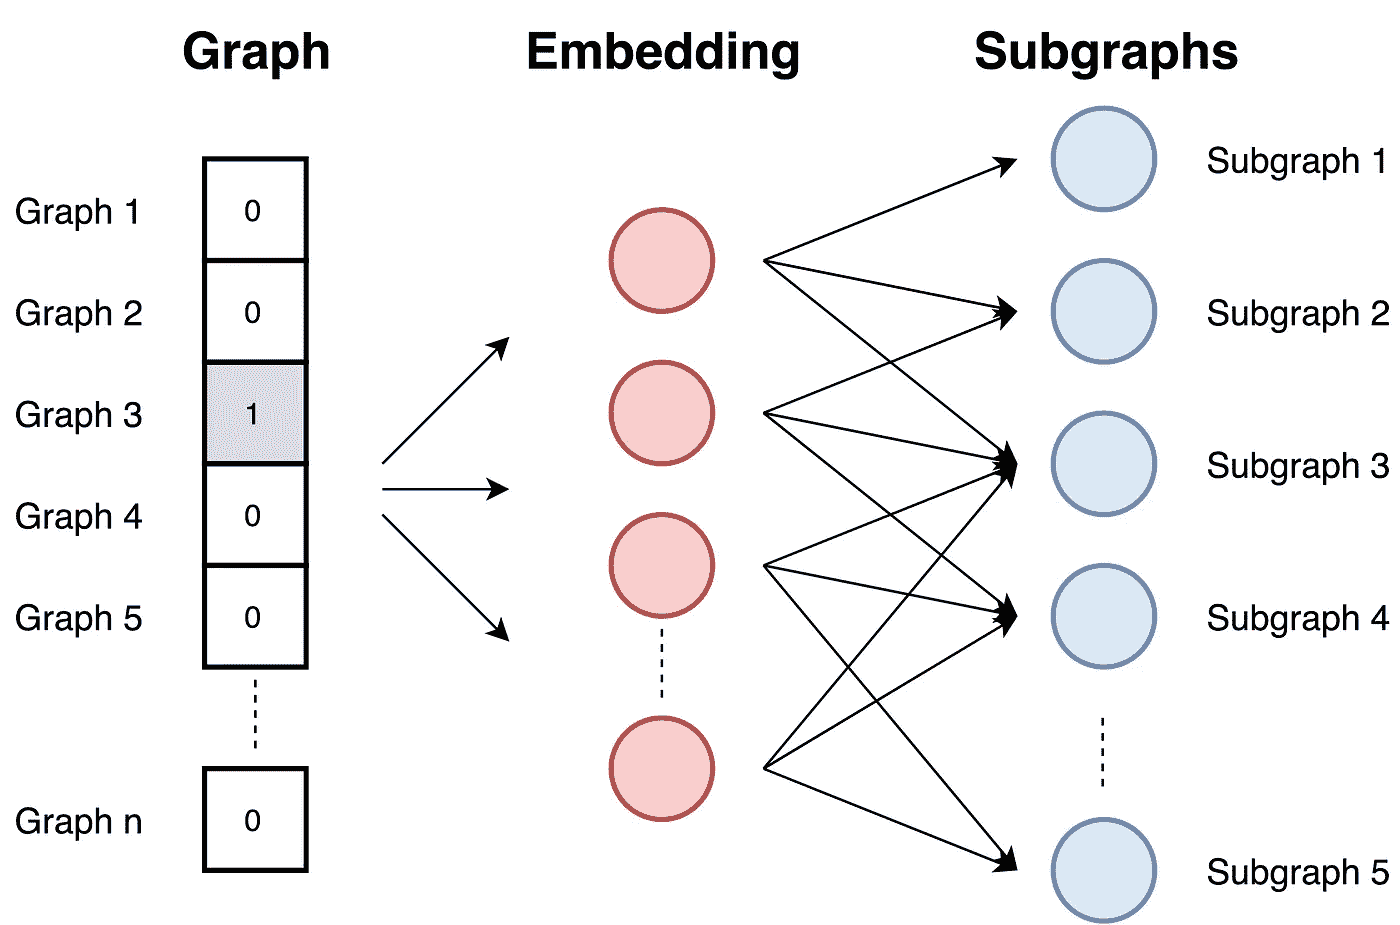 Graph
Embedding
Subgraphs
Graph 1
0
Graph 2
0
Graph 3
1
Graph 4
0
Graph 5
0
Graph n
0
Subgraph 1
Subgraph 2
Subgraph 3
Subgraph 4
Subgraph 5